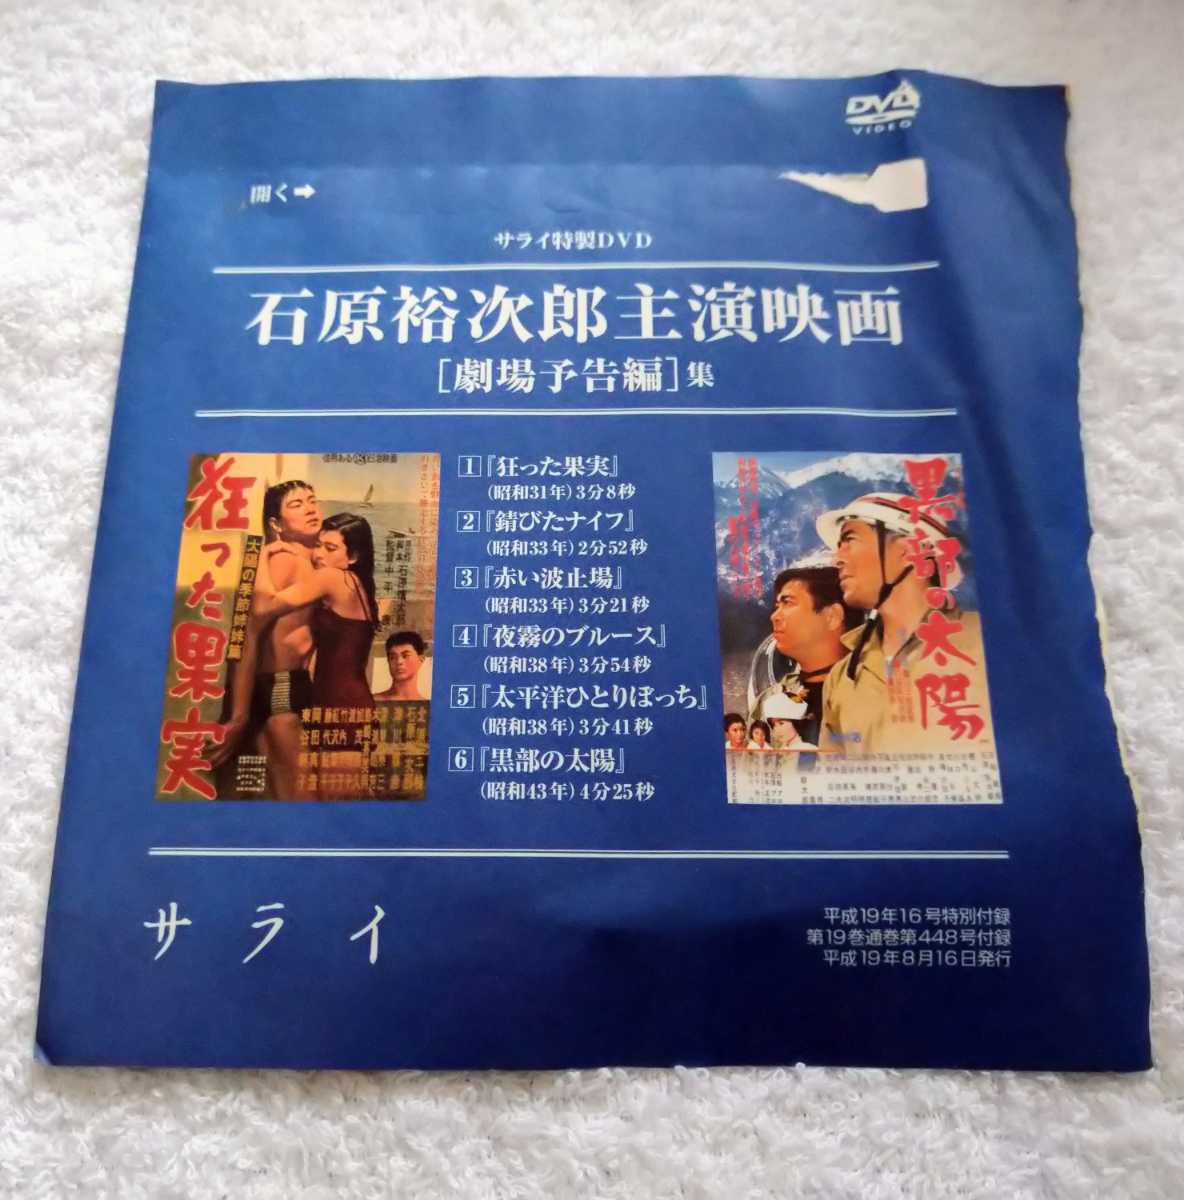 DVD
VIDEO
開く➡
サライ特製DVD
石原裕次郎主演映画
［劇場予告編］集
1『狂った果実』
（昭和31年）3分8秒
2『錆びたナイフ』
（昭和33年）2分52秒
3『赤い波止場』
（昭和33年）3分21秒
4『夜霧のブルース』
（昭和38年）3分54秒
5『太平洋ひとりぼっち』
（昭和38年）3分41秒
6『黒部の太陽』
（昭和43年）4分25秒
狂った果実
太陽の季節姉妹篇
黒部の太陽
サライ
平成19年16号特別付録
第19巻通巻第448号付録
平成19年8月16日発行